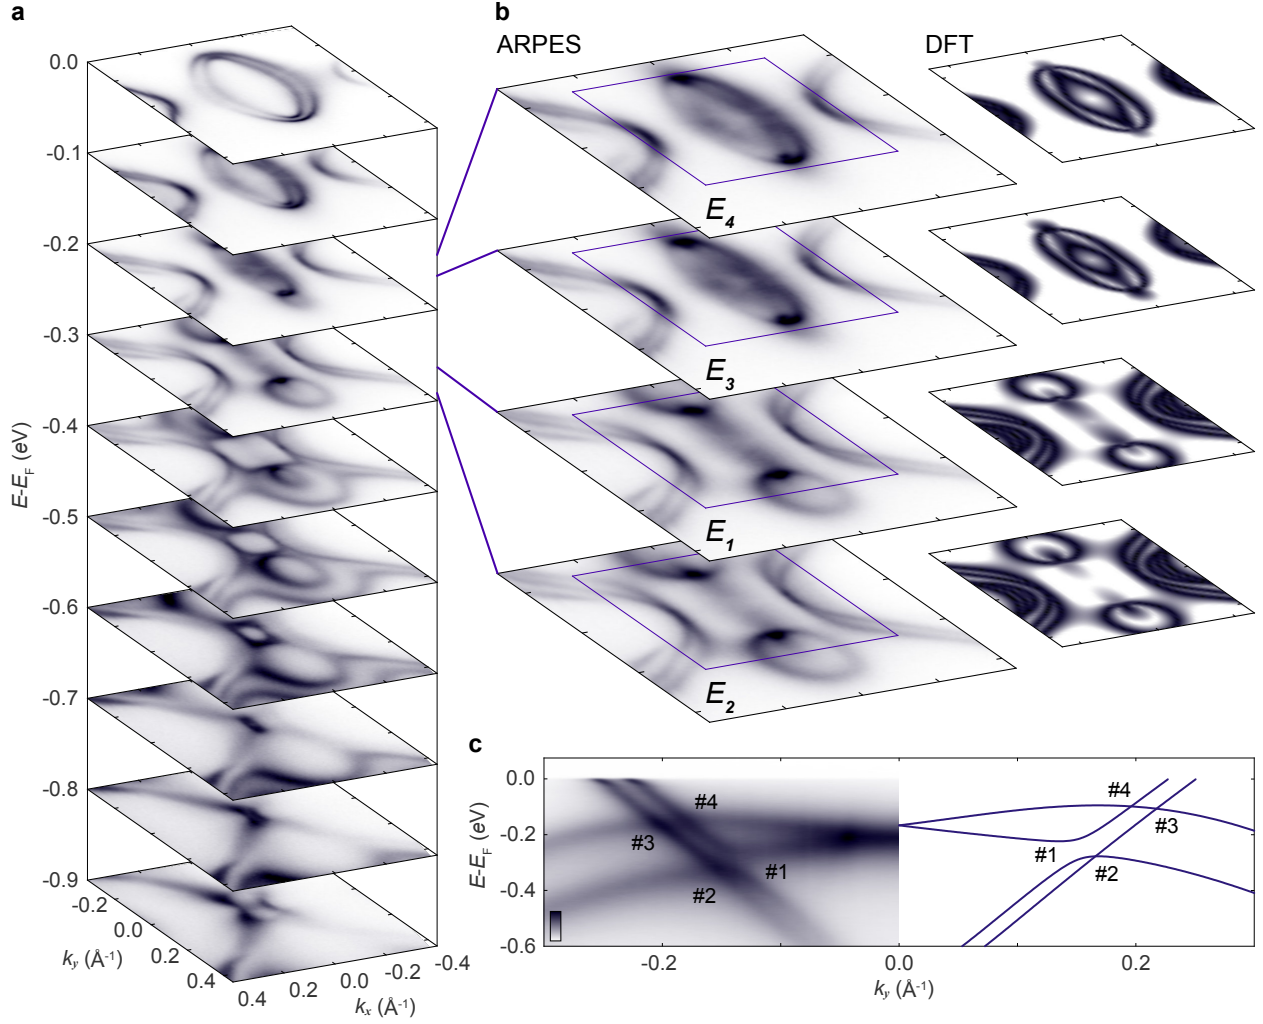 a
b
ARPES
DFT
0.0
-0.1
-0.2
-0.3
-0.4
-0.5
-0.6
-0.7
-0.8
-0.9
E-E_F (eV)
-0.2
0.0
0.2
0.4
k_y (Å⁻¹)
0.4
0.2
0.0
-0.2
-0.4
k_x (Å⁻¹)
E_4
E_3
E_1
E_2
c
0.0
-0.2
-0.4
-0.6
E-E_F (eV)
#4
#3
#1
#2
#4
#3
#1
#2
-0.2
0.0
0.2
k_y (Å⁻¹)